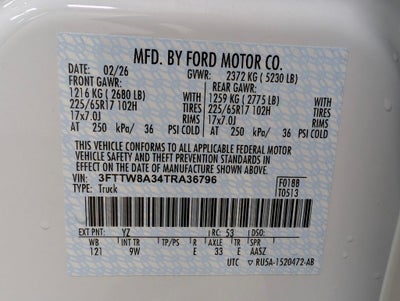 MFD. BY FORD MOTOR CO.
DATE: 02/26 GVWR: 2372 KG ( 5230 LB)
FRONT GAWR: REAR GAWR:
1216 KG ( 2680 LB) 1259 KG ( 2775 LB)
225/65R17 102H TIRES 225/65R17 102H TIRES
17x7.0J RIMS 17x7.0J RIMS
AT 250 kPa/ 36 PSI COLD AT 250 kPa/ 36 PSI COLD
THIS VEHICLE CONFORMS TO ALL APPLICABLE FEDERAL MOTOR
VEHICLE SAFETY AND THEFT PREVENTION STANDARDS IN
EFFECT ON THE DATE OF MANUFACTURE SHOWN ABOVE.
VIN: 3FTTW8A34TRA36796 F0188
TYPE: Truck T0513
EXT PNT: YZ RC: 53 DSO:
WB INT TR TP/PS R AXLE TR SPR
121 9W E 33 E AASZ
UTC RU5A-1520472-AB